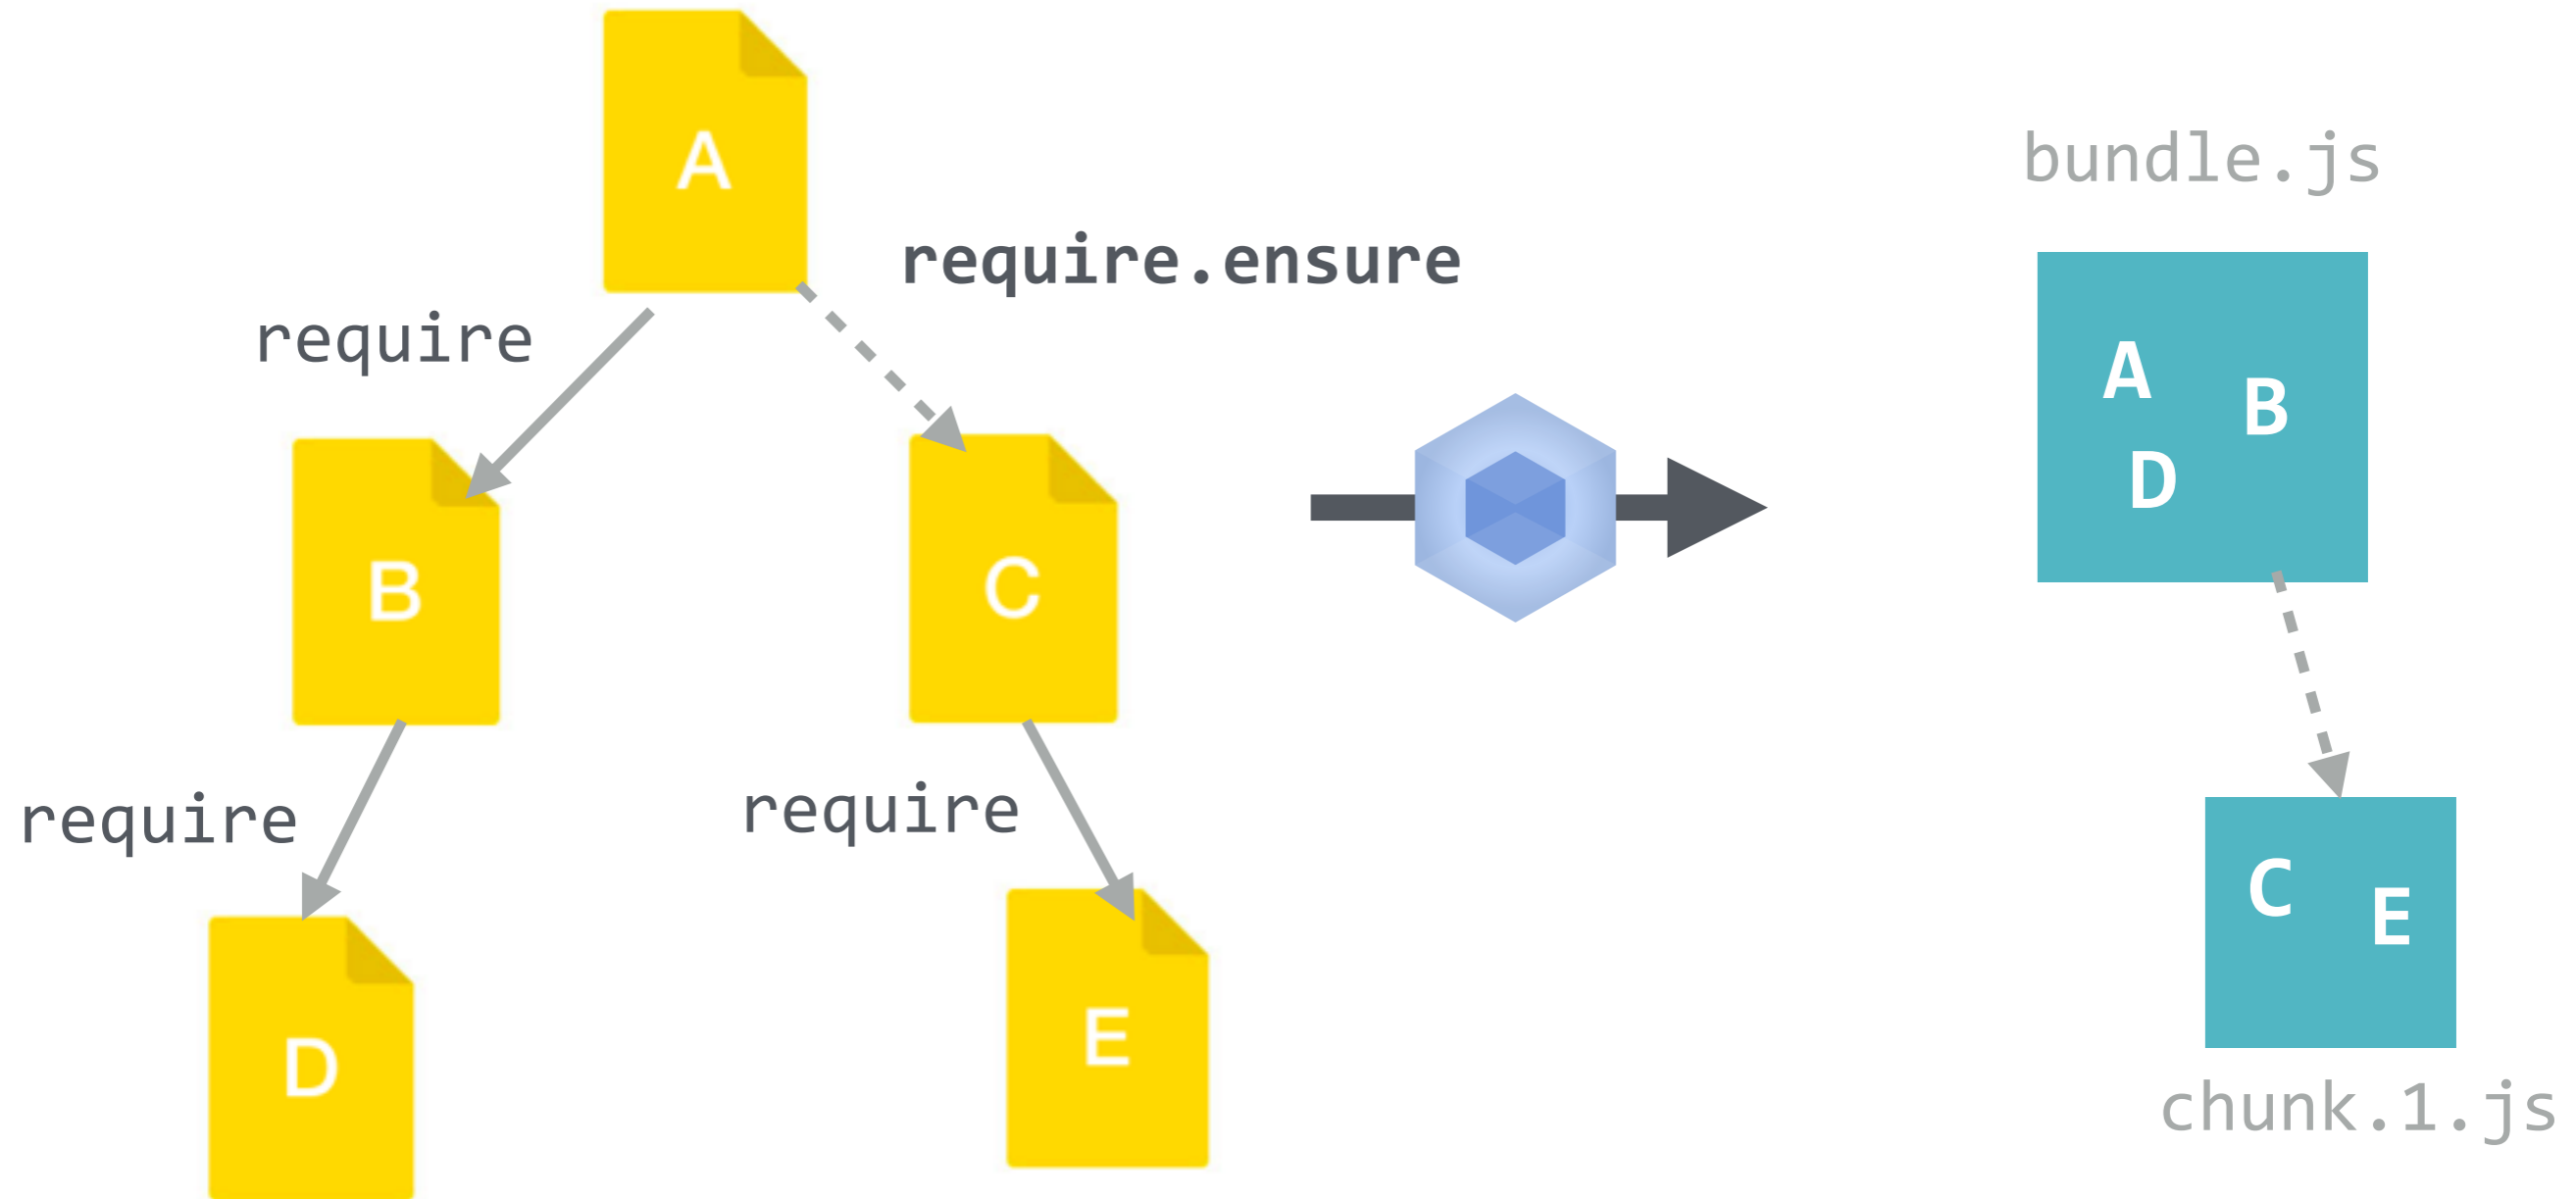 A
require
require.ensure
B
C
require
require
D
E
bundle.js
A
B
D
C
E
chunk.1.js